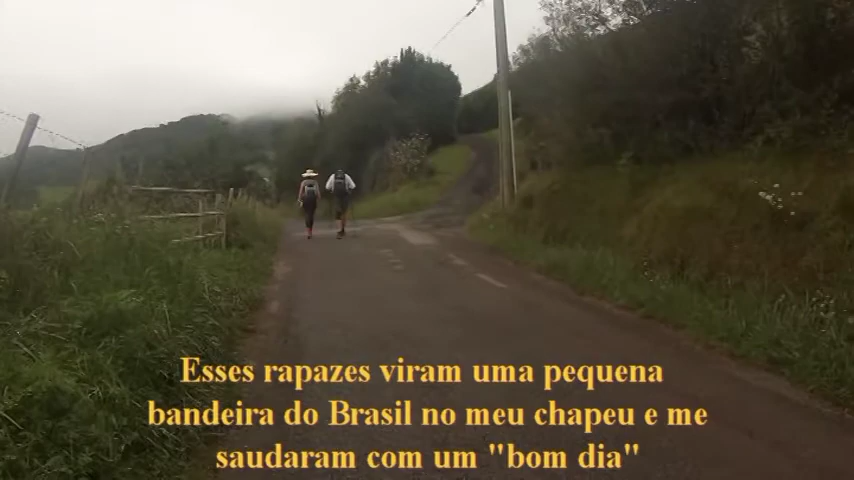 Esses rapazes viram uma pequena
bandeira do Brasil no meu chapeu e me
saudaram com um "bom dia"